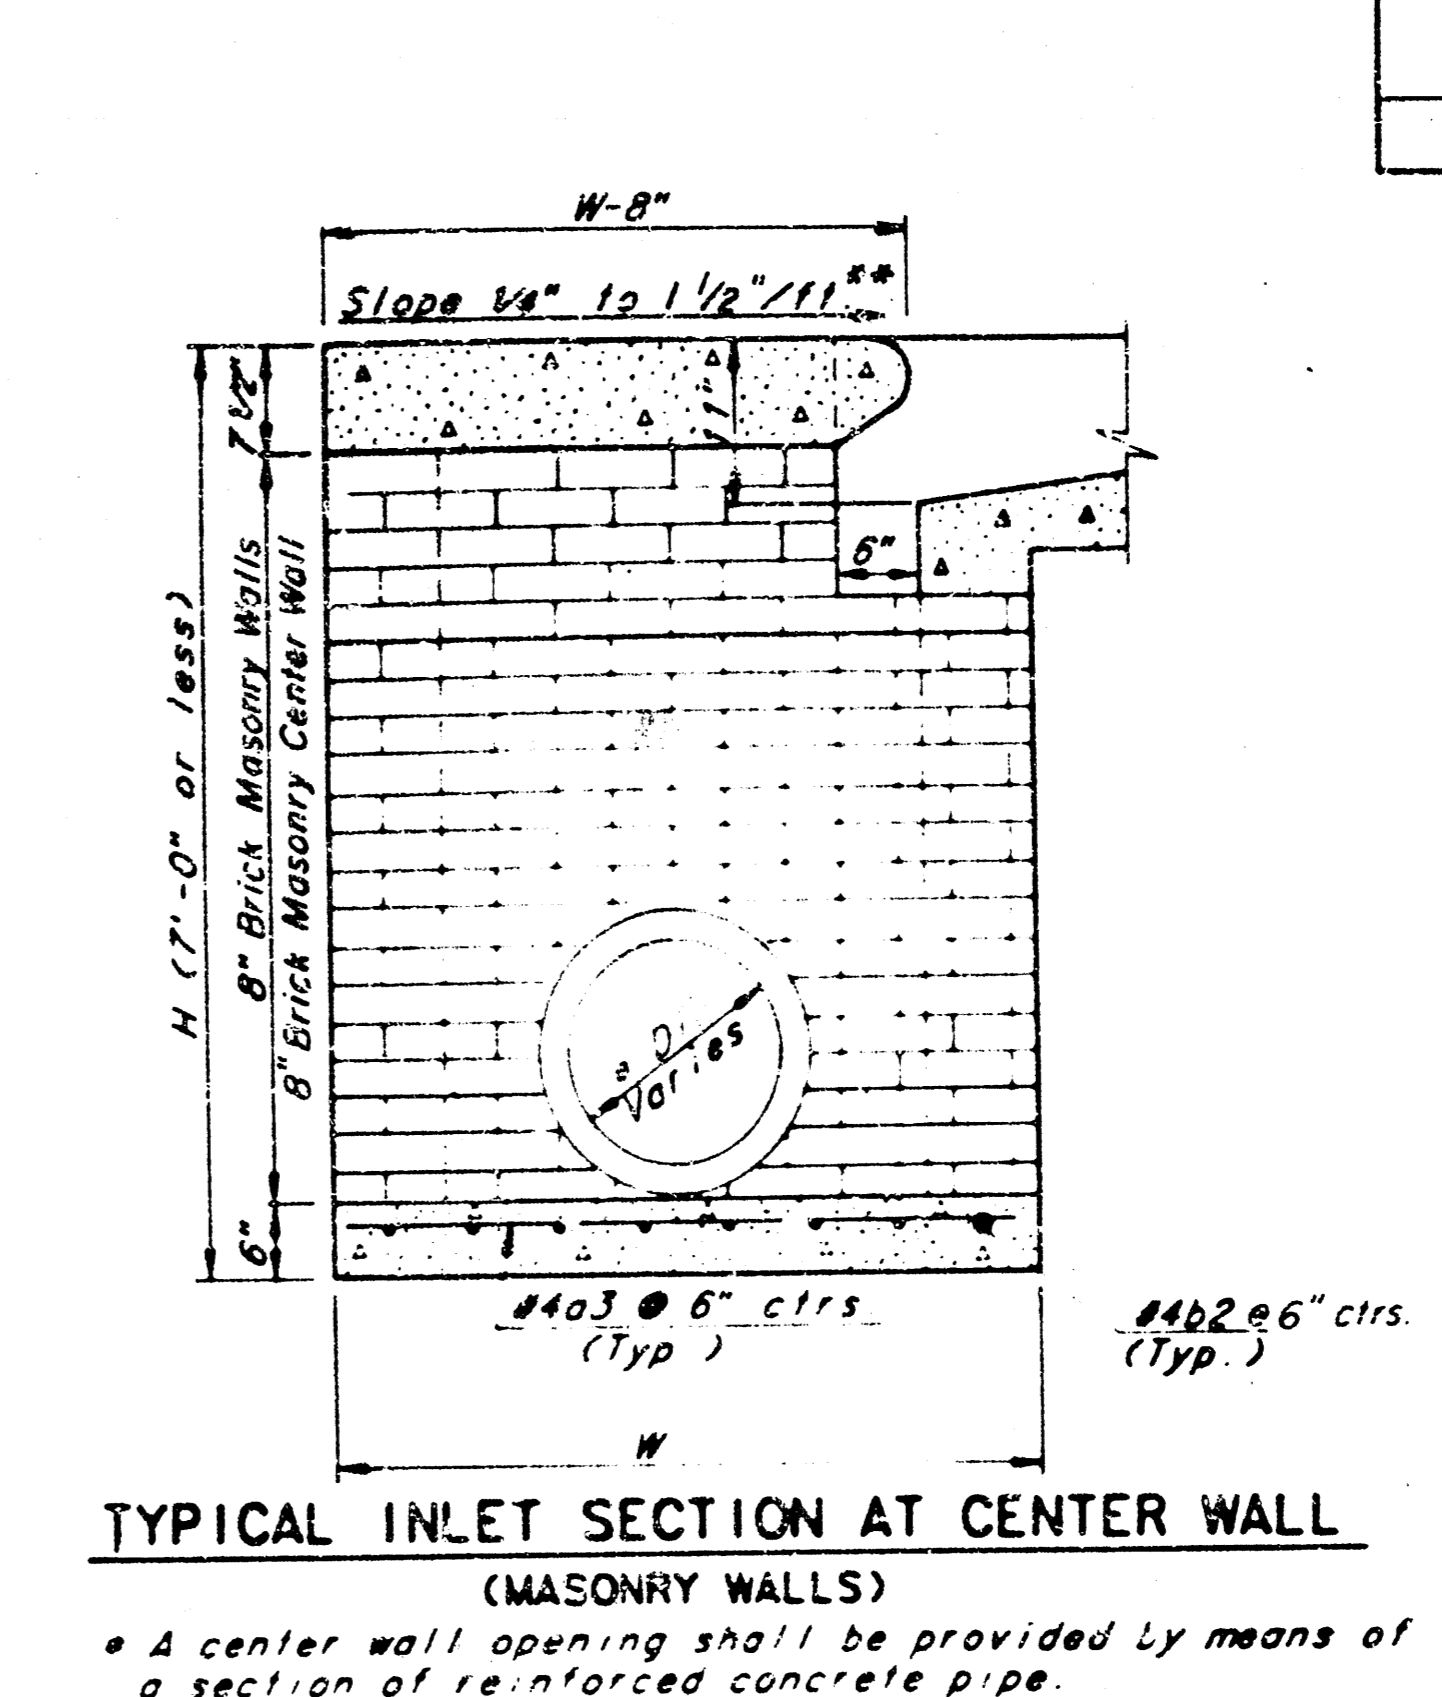 W-8"
Slope 1/4" to 1 1/2"/ft**
7 1/2"
11"
6"
H (7'-0" or less)
8" Brick Masonry Walls
8" Brick Masonry Center Wall
* Di
Varies
6"
#4a3 @ 6" ctrs
(Typ )
#4b2 @ 6" ctrs.
(Typ.)
W
TYPICAL INLET SECTION AT CENTER WALL
(MASONRY WALLS)
* A center wall opening shall be provided by means of
a section of reinforced concrete pipe.